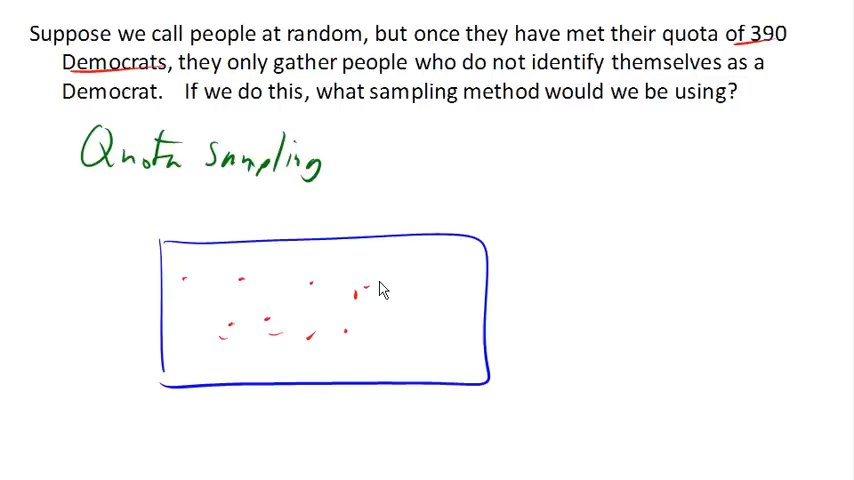 Suppose we call people at random, but once they have met their quota of 390
Democrats, they only gather people who do not identify themselves as a
Democrat. If we do this, what sampling method would we be using?
Quota sampling